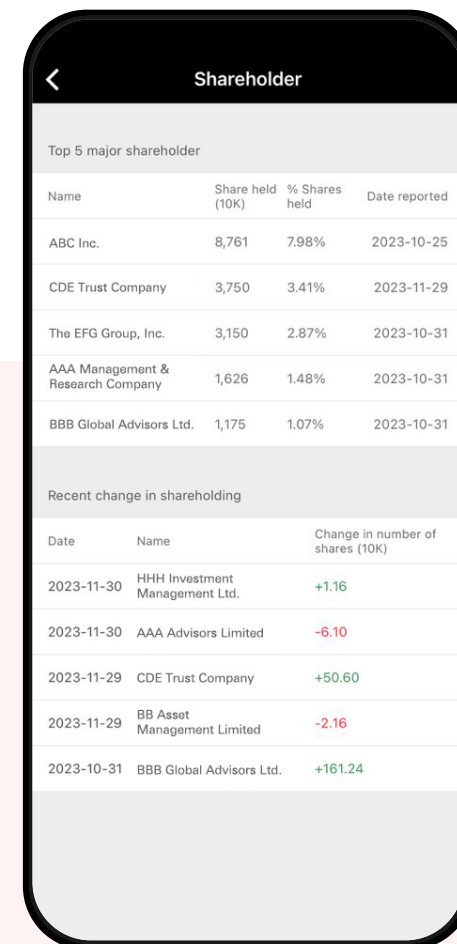 Shareholder
Top 5 major shareholder
Name Share held (10K) % Shares held Date reported
ABC Inc. 8,761 7.98% 2023-10-25
CDE Trust Company 3,750 3.41% 2023-11-29
The EFG Group, Inc. 3,150 2.87% 2023-10-31
AAA Management & Research Company 1,626 1.48% 2023-10-31
BBB Global Advisors Ltd. 1,175 1.07% 2023-10-31
Recent change in shareholding
Date Name Change in number of shares (10K)
2023-11-30 HHH Investment Management Ltd. +1.16
2023-11-30 AAA Advisors Limited -6.10
2023-11-29 CDE Trust Company +50.60
2023-11-29 BB Asset Management Limited -2.16
2023-10-31 BBB Global Advisors Ltd. +161.24